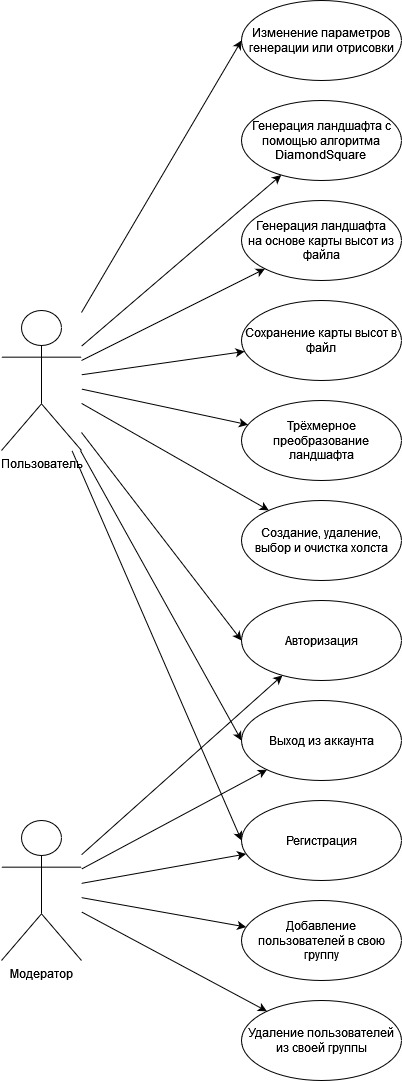 Изменение параметров
генерации или отрисовки
Генерация ландшафта с
помощью алгоритма
DiamondSquare
Генерация ландшафта
на основе карты высот из
файла
Сохранение карты высот в
файл
Трёхмерное
преобразование
ландшафта
Пользователь
Создание, удаление,
выбор и очистка холста
Авторизация
Выход из аккаунта
Регистрация
Добавление
пользователей в свою
группу
Модератор
Удаление пользователей
из своей группы